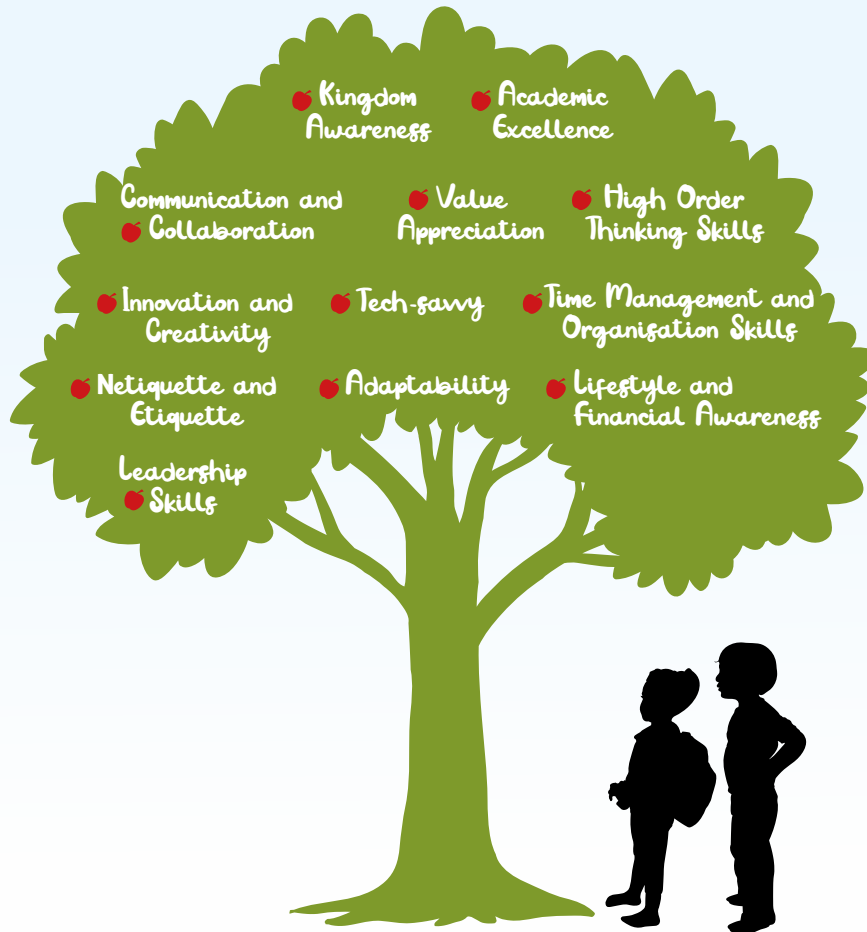 Kingdom
Awareness
Academic
Excellence
Communication and
Collaboration
Value
Appreciation
High Order
Thinking Skills
Innovation and
Creativity
Tech-savvy
Time Management and
Organisation Skills
Netiquette and
Etiquette
Adaptability
Lifestyle and
Financial Awareness
Leadership
Skills